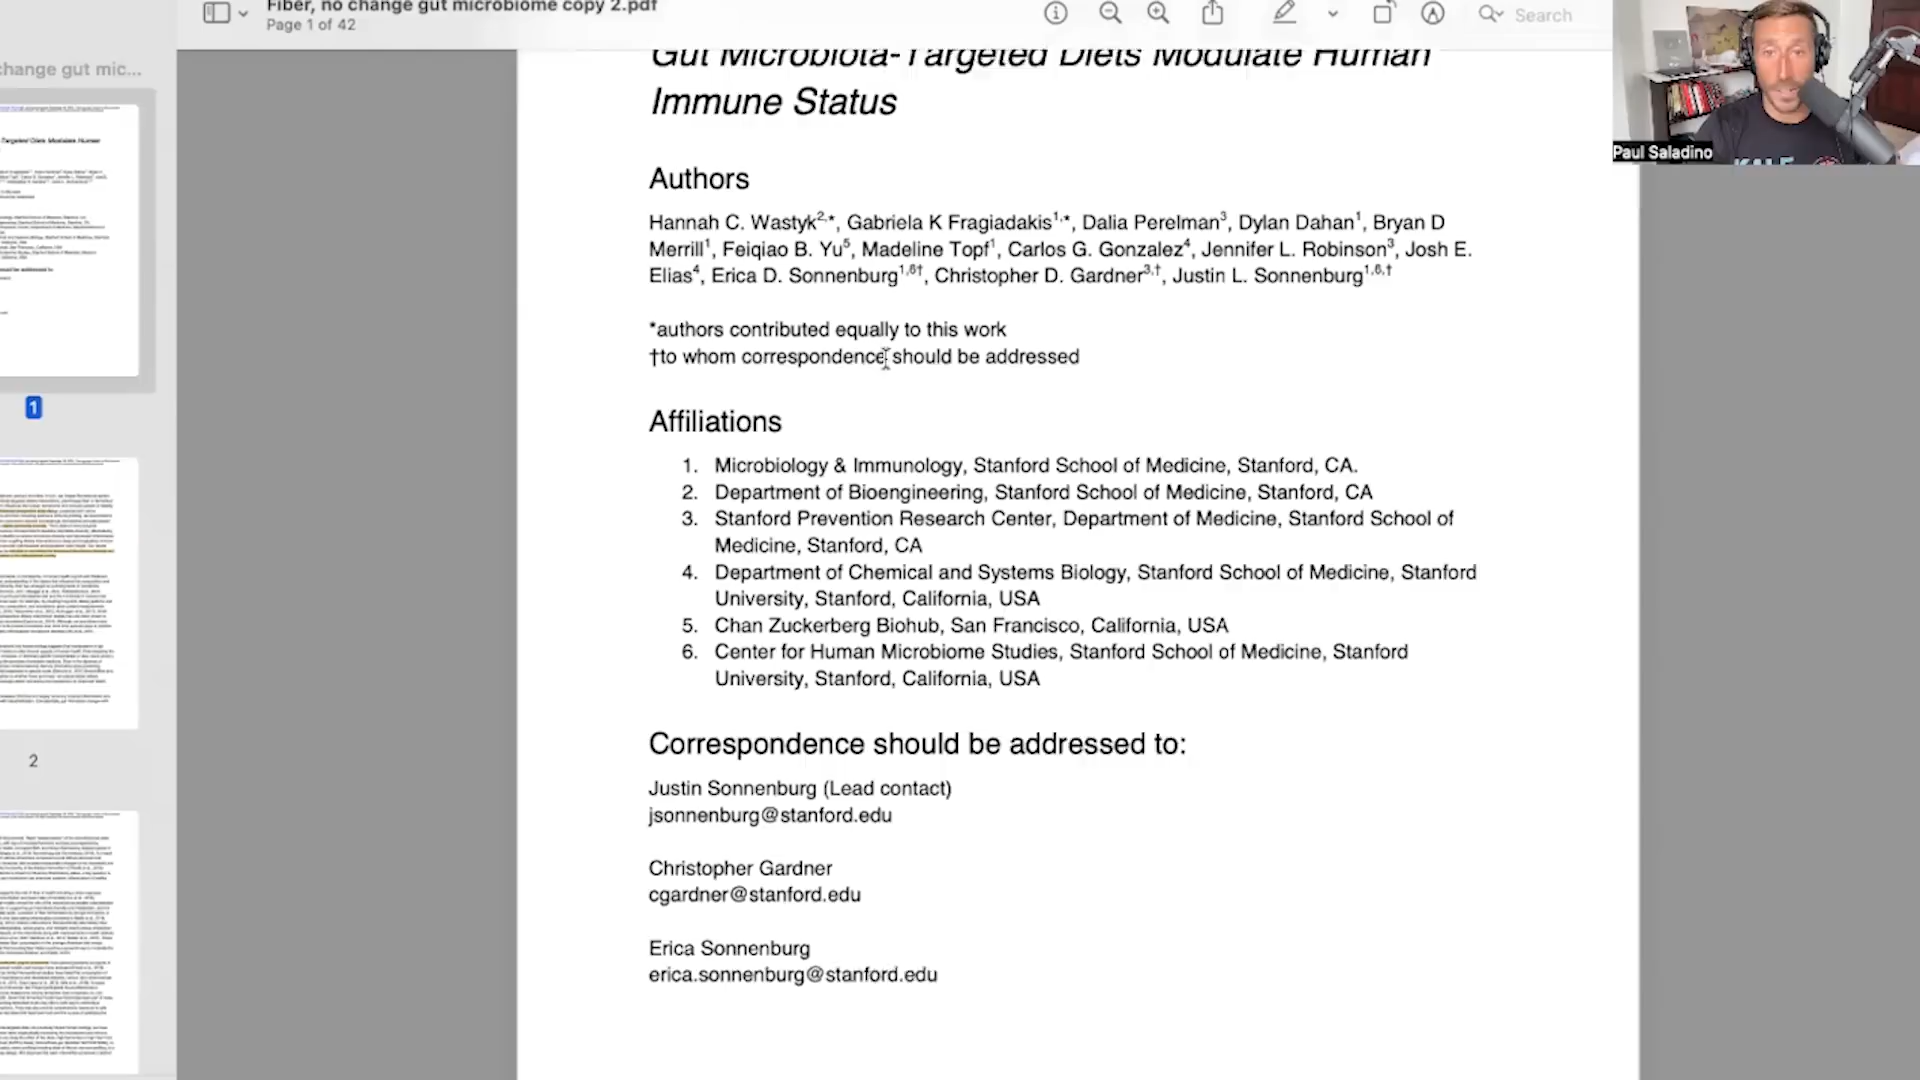 Fiber, no change gut microbiome copy 2.pdf
Page 1 of 42
Search
change gut mic...
Paul Saladino
Gut Microbiota-Targeted Diets Modulate Human
Immune Status
Authors
Hannah C. Wastyk2,*, Gabriela K Fragiadakis1,*, Dalia Perelman3, Dylan Dahan1, Bryan D
Merrill1, Feiqiao B. Yu5, Madeline Topf1, Carlos G. Gonzalez4, Jennifer L. Robinson3, Josh E.
Elias4, Erica D. Sonnenburg1,6†, Christopher D. Gardner3,†, Justin L. Sonnenburg1,6,†
*authors contributed equally to this work
†to whom correspondence should be addressed
Affiliations
1. Microbiology & Immunology, Stanford School of Medicine, Stanford, CA.
2. Department of Bioengineering, Stanford School of Medicine, Stanford, CA
3. Stanford Prevention Research Center, Department of Medicine, Stanford School of
Medicine, Stanford, CA
4. Department of Chemical and Systems Biology, Stanford School of Medicine, Stanford
University, Stanford, California, USA
5. Chan Zuckerberg Biohub, San Francisco, California, USA
6. Center for Human Microbiome Studies, Stanford School of Medicine, Stanford
University, Stanford, California, USA
Correspondence should be addressed to:
Justin Sonnenburg (Lead contact)
jsonnenburg@stanford.edu
Christopher Gardner
cgardner@stanford.edu
Erica Sonnenburg
erica.sonnenburg@stanford.edu
1
2